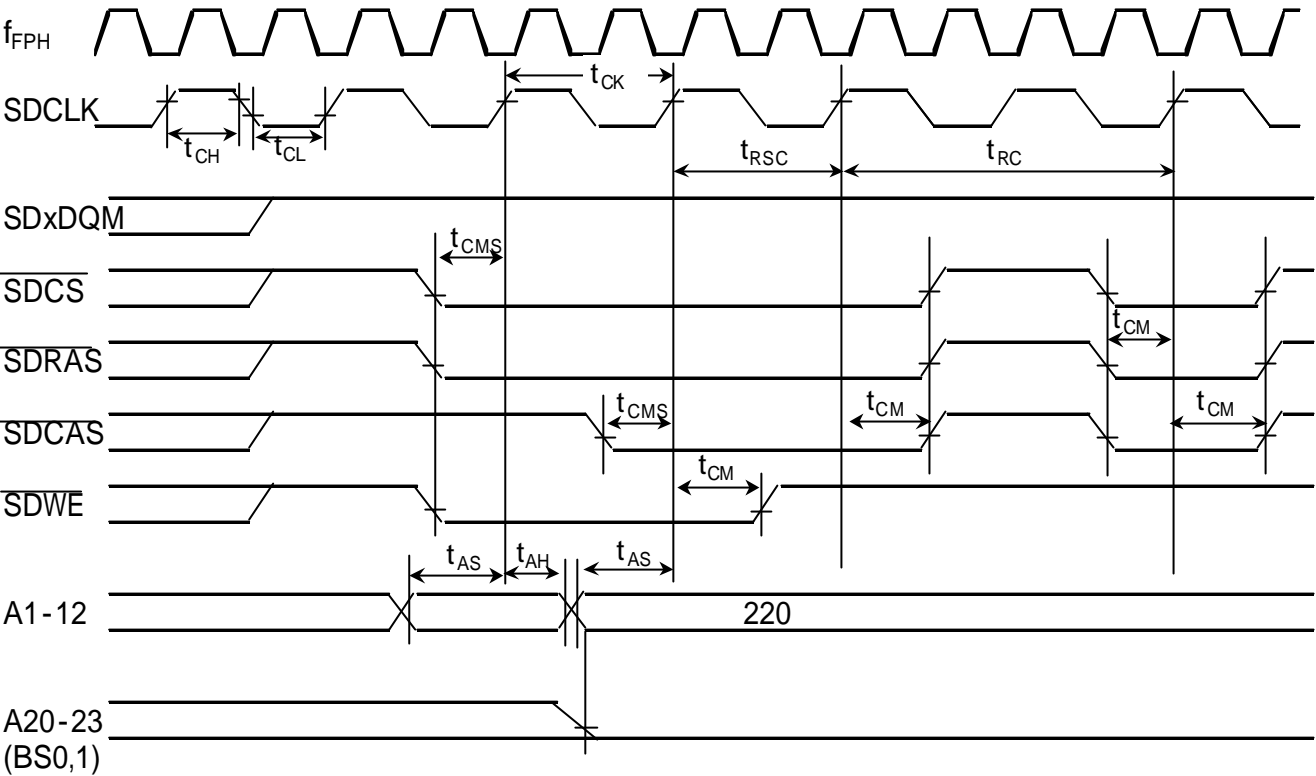 fFPH
tCK
SDCLK
tCH
tCL
tRSC
tRC
SDxDQM
tCMS
SDCS
tCM
SDRAS
tCMS
tCM
tCM
SDCAS
tCM
SDWE
tAS
tAH
tAS
A1-12
220
A20-23
(BS0,1)